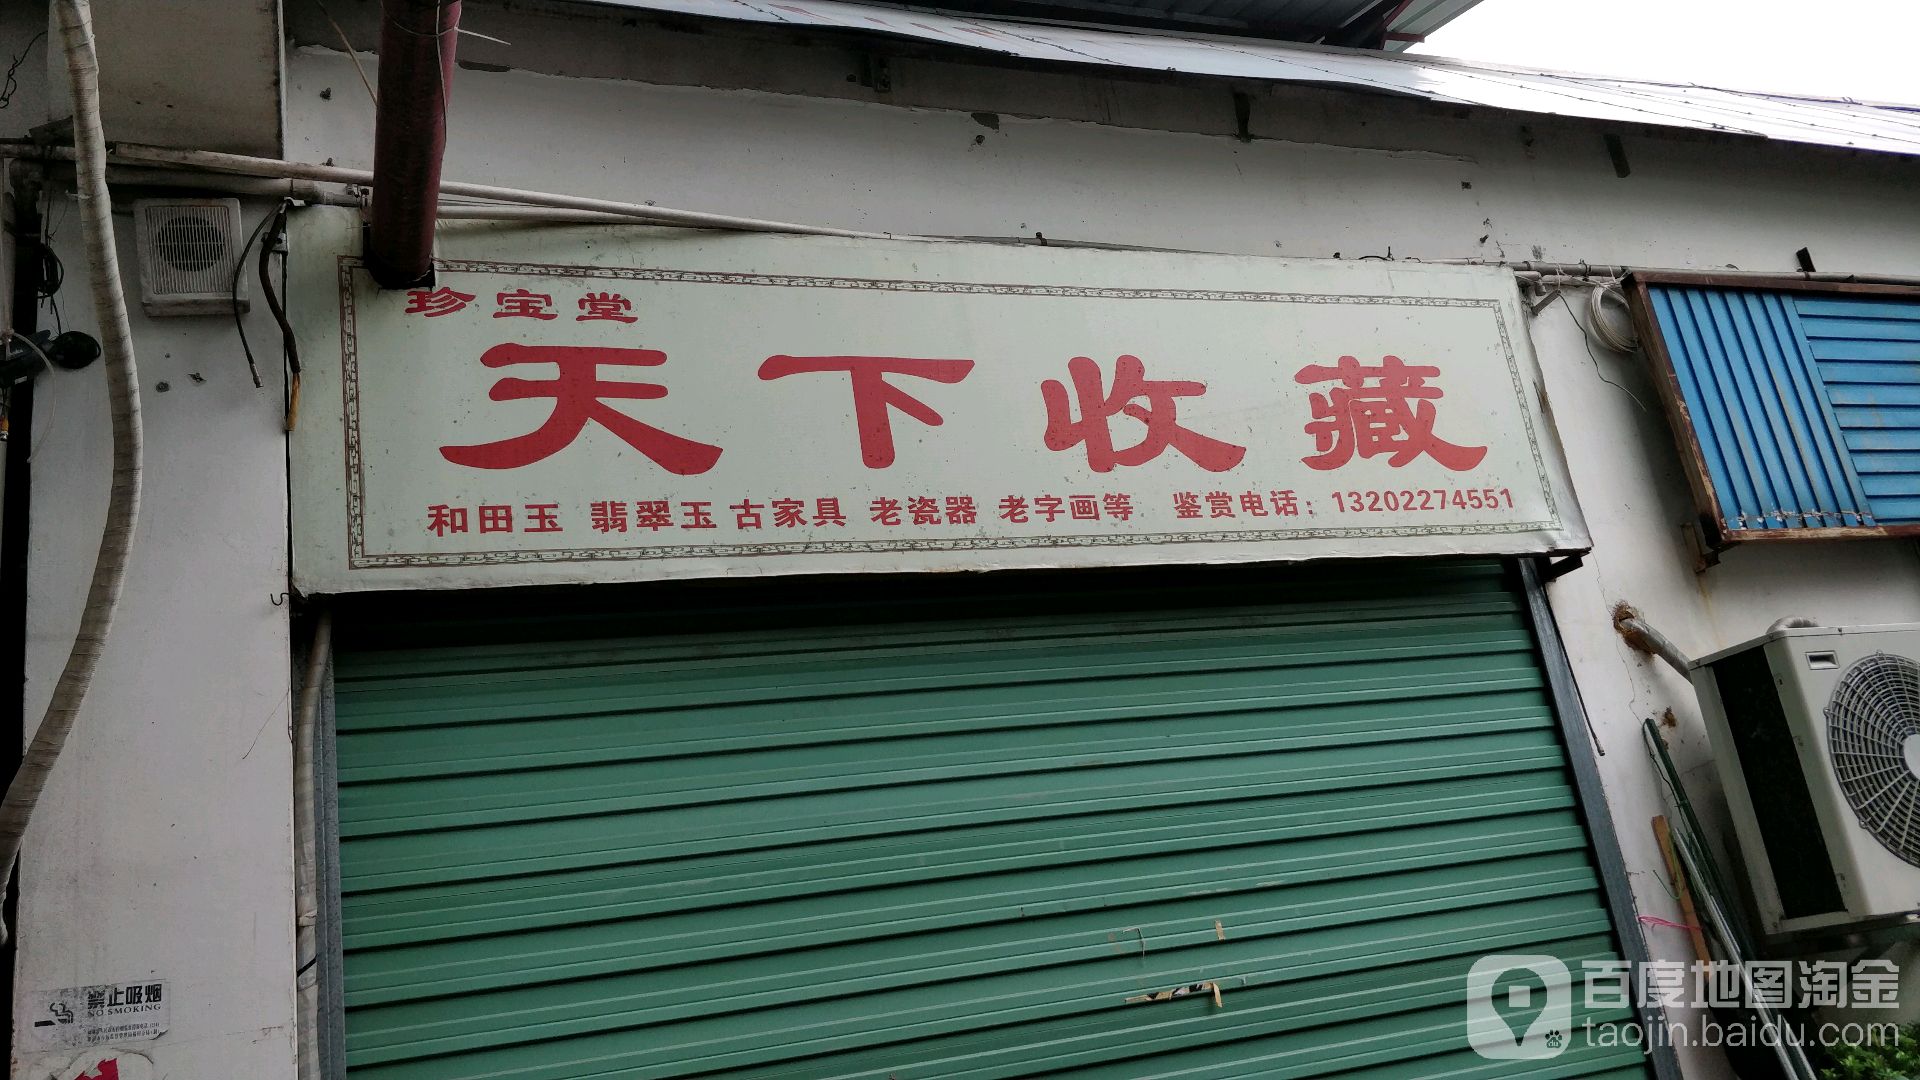 珍宝堂
天下收藏
和田玉 翡翠玉 古家具 老瓷器 老字画等 鉴赏电话：13202274551
禁止吸烟
NO SMOKING
百度地图淘金
taojin.baidu.com